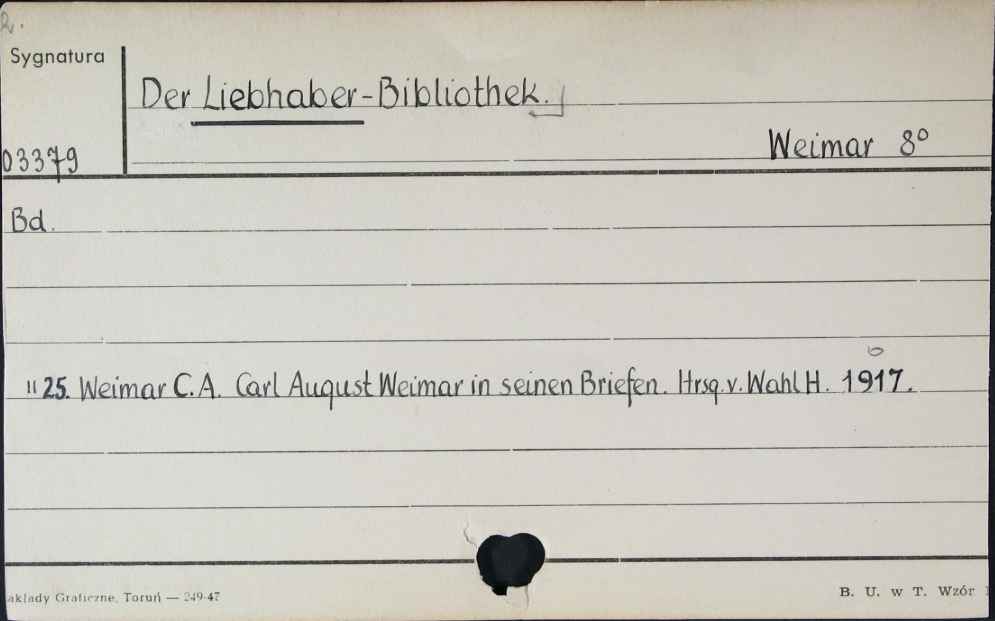 2.
Sygnatura
Der Liebhaber-Bibliothek.
Weimar 8°
03379
Bd.
" 25. Weimar C.A. Carl August Weimar in seinen Briefen. Hrsg. v. Wahl H. 1917.
akłady Graficzne, Toruń — 249-47
B. U. w T. Wzór